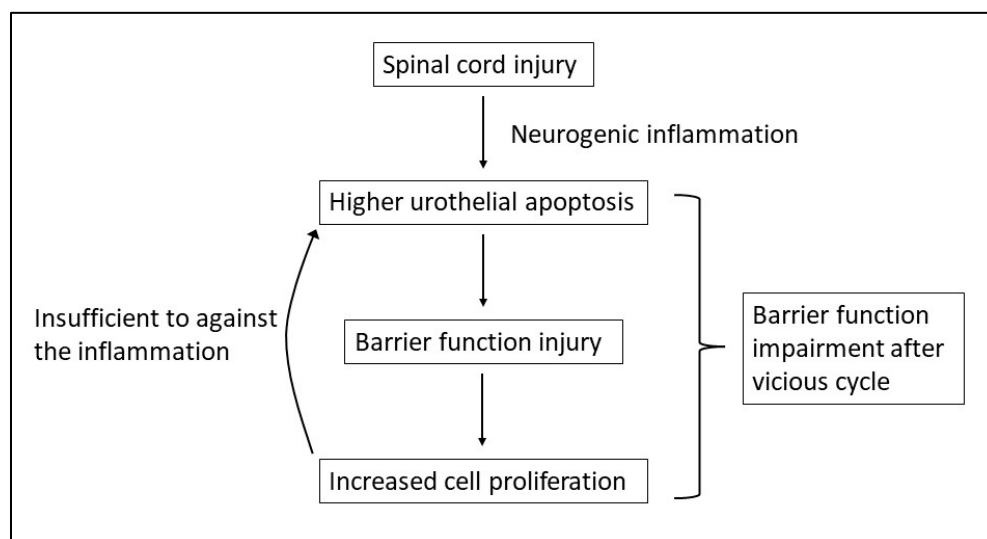 Spinal cord injury
Neurogenic inflammation
Higher urothelial apoptosis
Insufficient to against
the inflammation
Barrier function injury
Barrier function
impairment after
vicious cycle
Increased cell proliferation